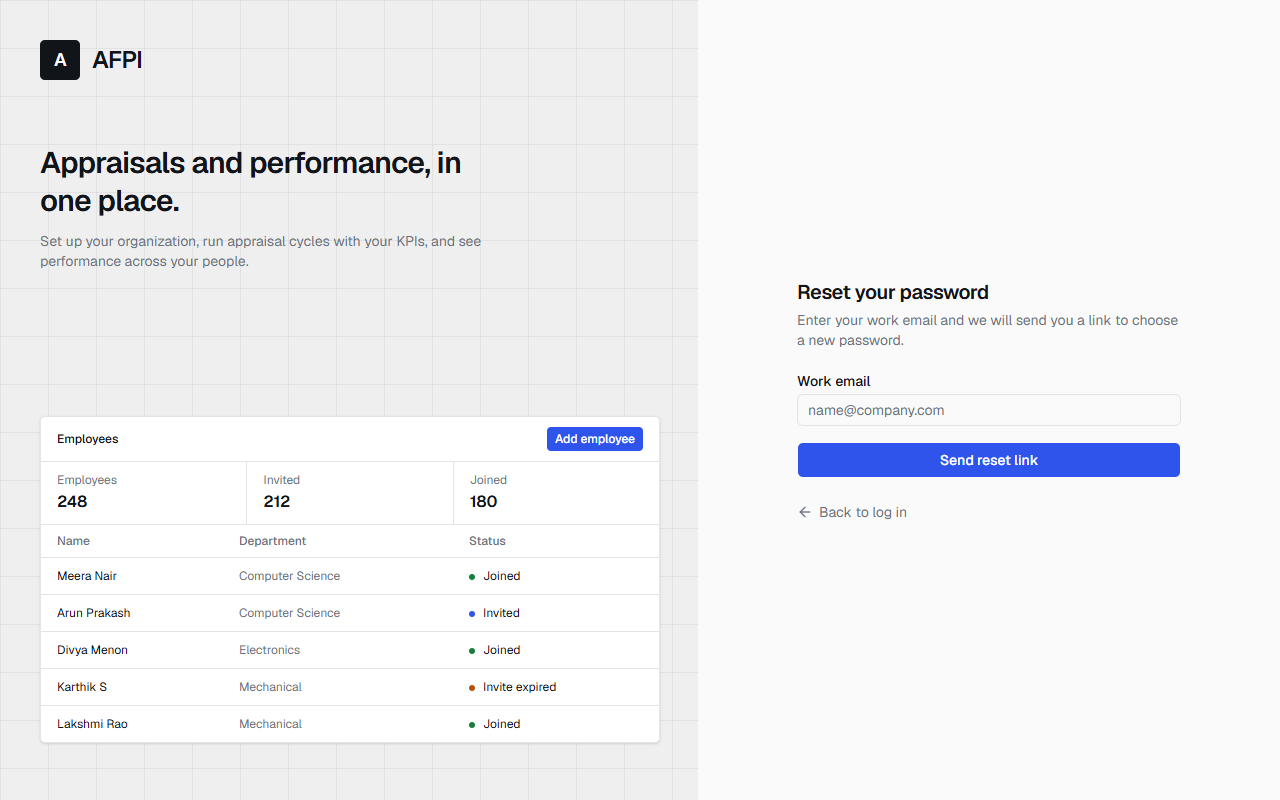 A AFPI
Appraisals and performance, in
one place.
Set up your organization, run appraisal cycles with your KPIs, and see
performance across your people.
Employees Add employee
Employees Invited Joined
248 212 180
Name Department Status
Meera Nair Computer Science Joined
Arun Prakash Computer Science Invited
Divya Menon Electronics Joined
Karthik S Mechanical Invite expired
Lakshmi Rao Mechanical Joined
Reset your password
Enter your work email and we will send you a link to choose
a new password.
Work email
name@company.com
Send reset link
Back to log in